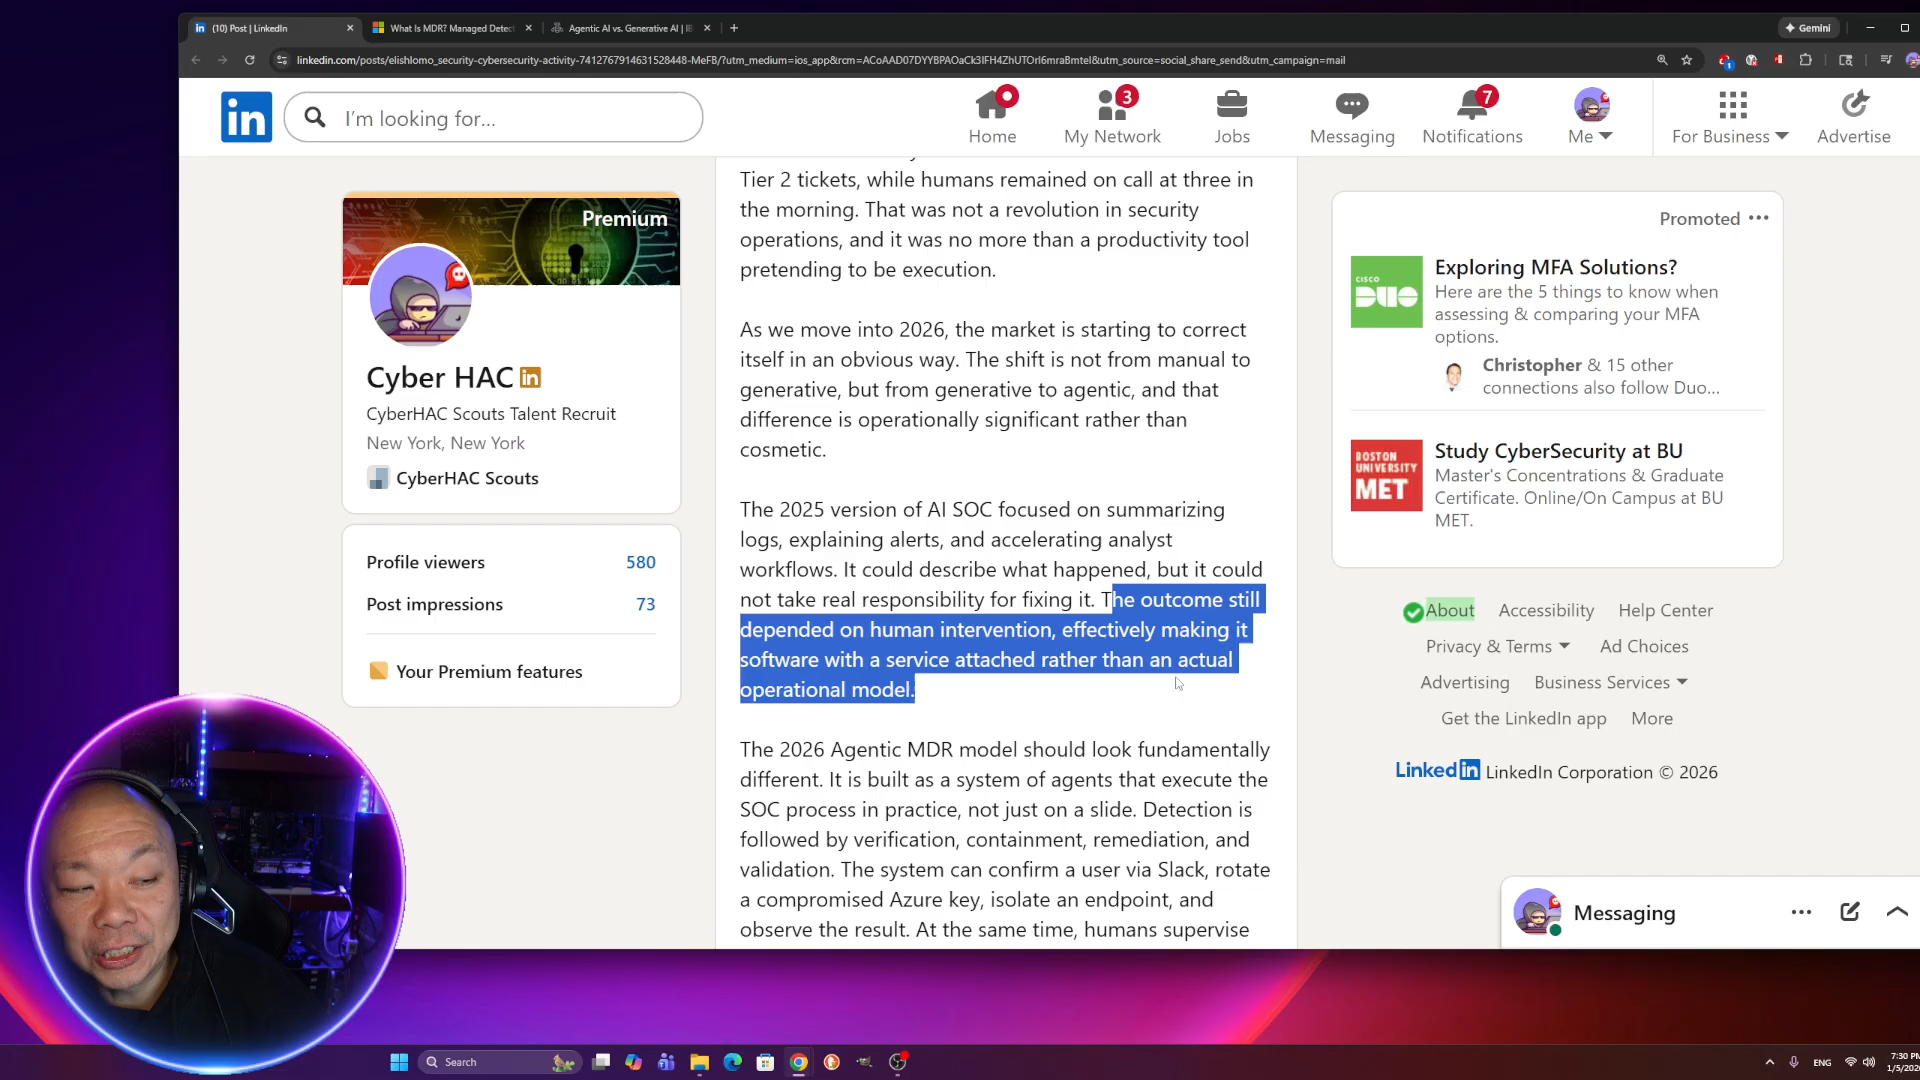 (10) Post | LinkedIn
What Is MDR? Managed Detect
Agentic AI vs. Generative AI | IB
Gemini
linkedin.com/posts/elishlomo_security-cybersecurity-activity-7412767914631528448-MeFB/?utm_medium=ios_app&rcm=ACoAAD07DYYBPAOaCk3IFH4ZhUTOrI6mraBmteI&utm_source=social_share_send&utm_campaign=mail
in
I'm looking for...
Home
3
My Network
Jobs
Messaging
7
Notifications
Me
For Business
Advertise
Premium
Cyber HAC
CyberHAC Scouts Talent Recruit
New York, New York
CyberHAC Scouts
Profile viewers 580
Post impressions 73
Your Premium features
Tier 2 tickets, while humans remained on call at three in
the morning. That was not a revolution in security
operations, and it was no more than a productivity tool
pretending to be execution.
As we move into 2026, the market is starting to correct
itself in an obvious way. The shift is not from manual to
generative, but from generative to agentic, and that
difference is operationally significant rather than
cosmetic.
The 2025 version of AI SOC focused on summarizing
logs, explaining alerts, and accelerating analyst
workflows. It could describe what happened, but it could
not take real responsibility for fixing it. The outcome still
depended on human intervention, effectively making it
software with a service attached rather than an actual
operational model.
The 2026 Agentic MDR model should look fundamentally
different. It is built as a system of agents that execute the
SOC process in practice, not just on a slide. Detection is
followed by verification, containment, remediation, and
validation. The system can confirm a user via Slack, rotate
a compromised Azure key, isolate an endpoint, and
observe the result. At the same time, humans supervise
Promoted
CISCO
DUO
Exploring MFA Solutions?
Here are the 5 things to know when
assessing & comparing your MFA
options.
Christopher & 15 other
connections also follow Duo...
BOSTON
UNIVERSITY
MET
Study CyberSecurity at BU
Master's Concentrations & Graduate
Certificate. Online/On Campus at BU
MET.
About Accessibility Help Center
Privacy & Terms Ad Choices
Advertising Business Services
Get the LinkedIn app More
LinkedIn LinkedIn Corporation © 2026
Messaging
Search
ENG
7:30 PM